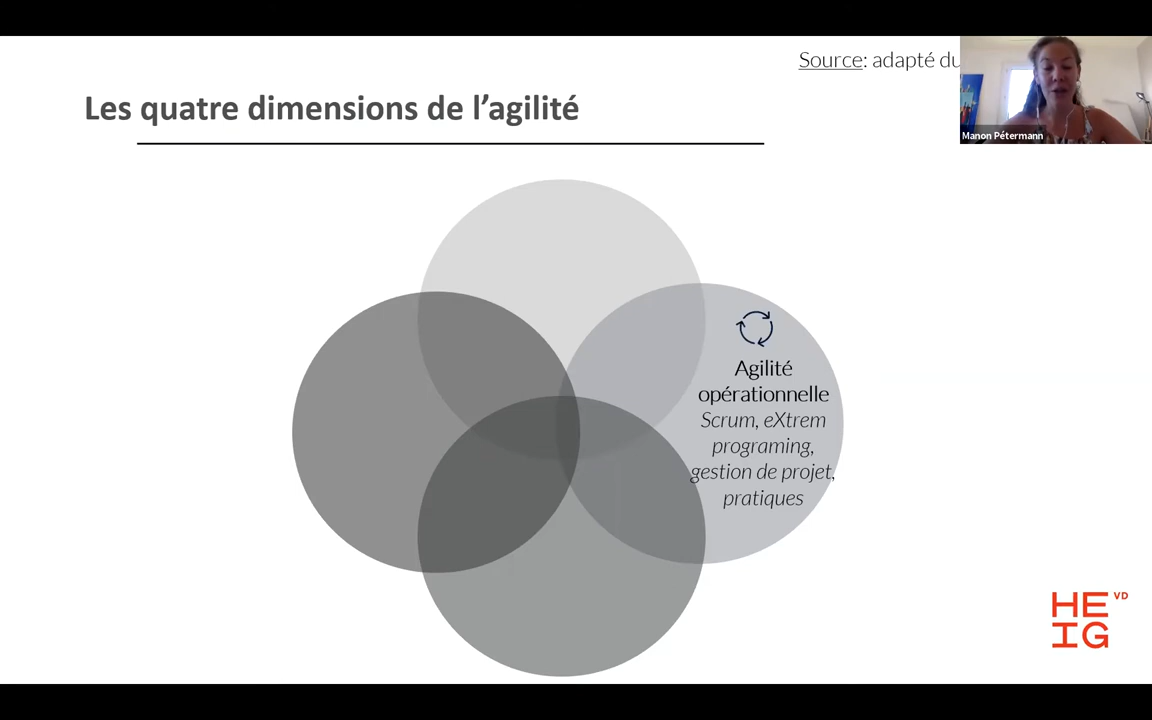 Source: adapté du
Manon Pétermann
Les quatre dimensions de l’agilité
Agilité
opérationnelle
Scrum, eXtrem
programing,
gestion de projet,
pratiques
HE VD
IG